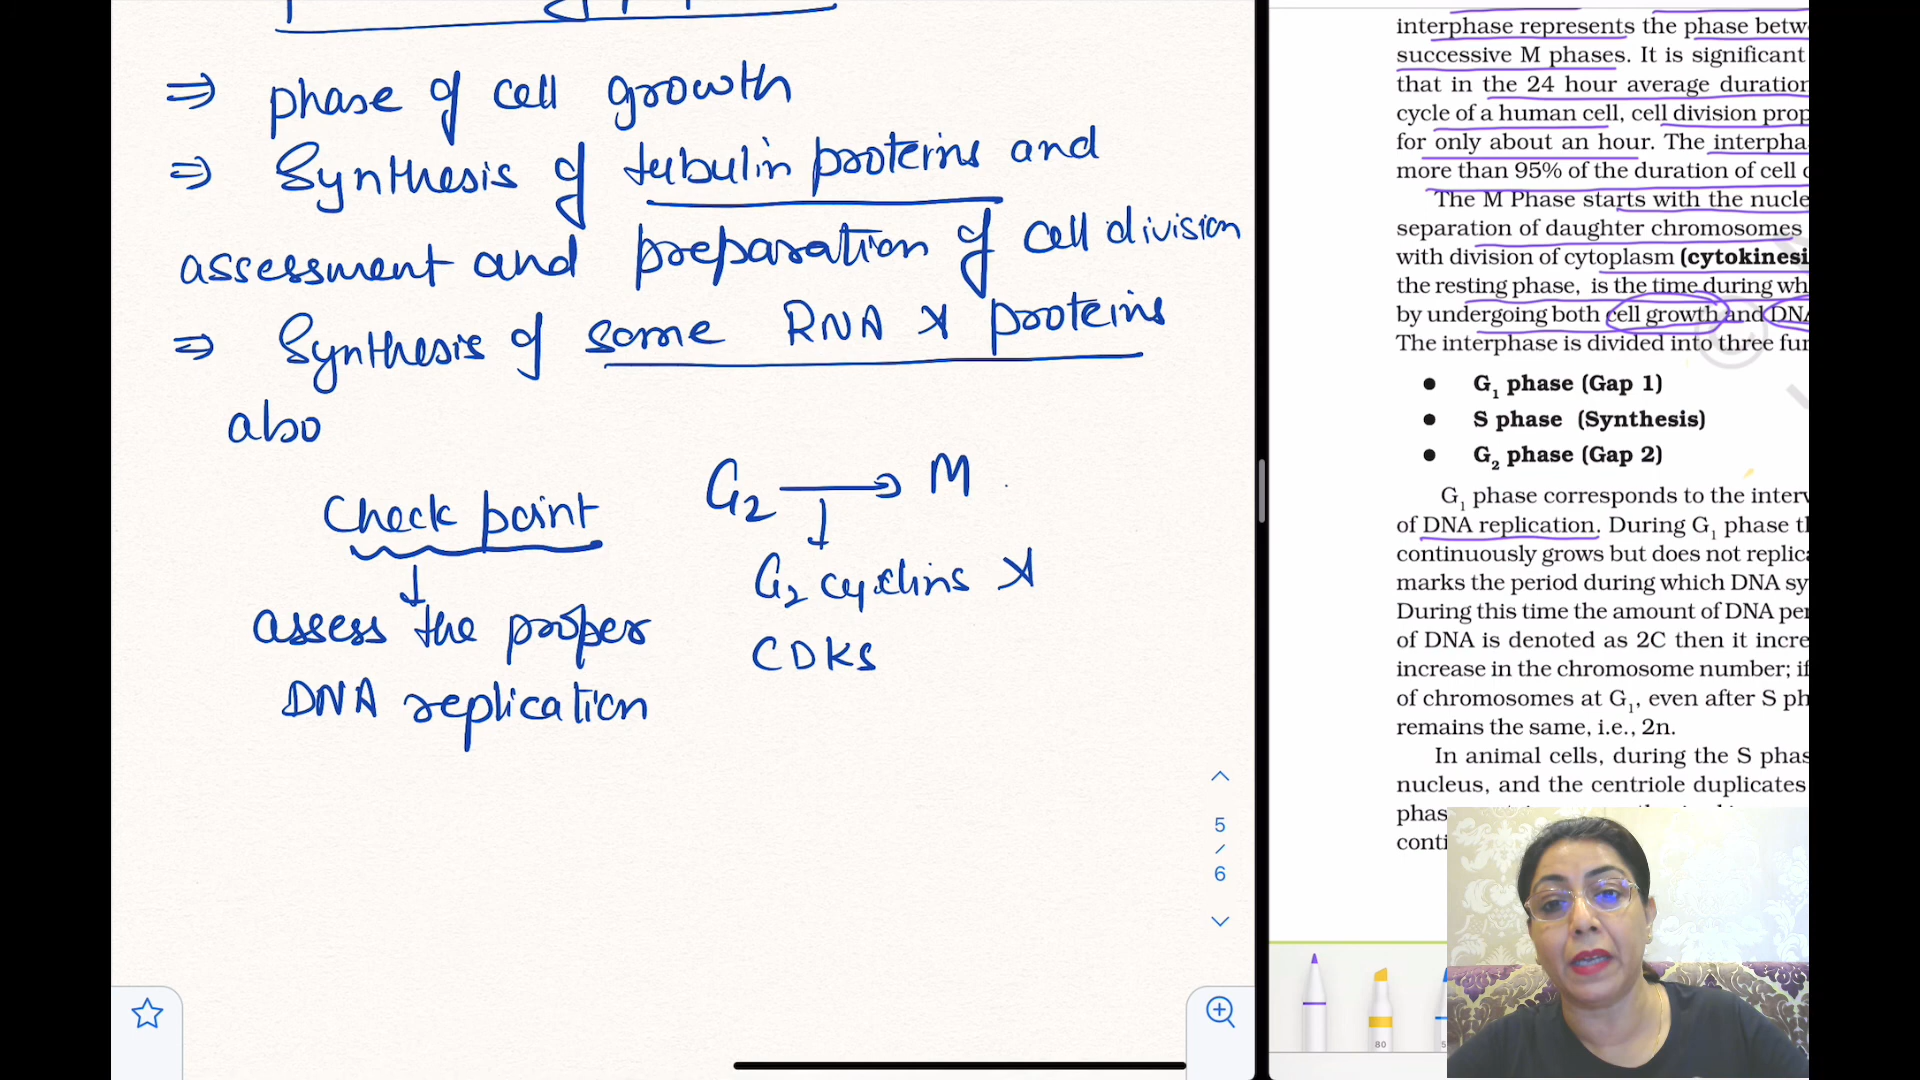 ⇒ phase of cell growth
⇒ Synthesis of tubulin proteins and
assessment and preparation of cell division
⇒ Synthesis of some RNA & proteins
also
Check point
↓
assess the proper
DNA replication
G2 → M
↓
G2 cyclins &
CDKs
5
/
6
interphase represents the phase betw
successive M phases. It is significant
that in the 24 hour average duration
cycle of a human cell, cell division prop
for only about an hour. The interpha
more than 95% of the duration of cell c
The M Phase starts with the nucle
separation of daughter chromosomes
with division of cytoplasm (cytokinesi
the resting phase, is the time during wh
by undergoing both cell growth and DNA
The interphase is divided into three fun
● G1 phase (Gap 1)
● S phase (Synthesis)
● G2 phase (Gap 2)
G1 phase corresponds to the interv
of DNA replication. During G1 phase th
continuously grows but does not replica
marks the period during which DNA sy
During this time the amount of DNA per
of DNA is denoted as 2C then it incre
increase in the chromosome number; if
of chromosomes at G1, even after S ph
remains the same, i.e., 2n.
In animal cells, during the S phas
nucleus, and the centriole duplicates
phas
conti
80